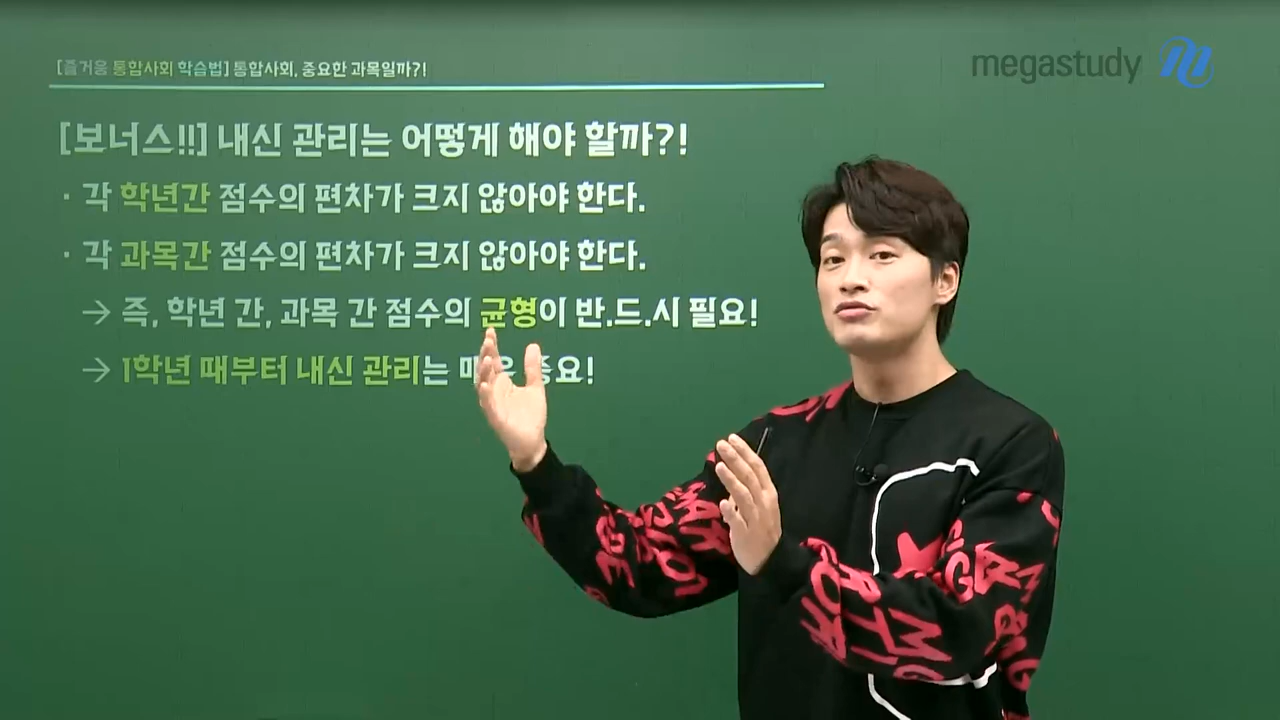 [즐거움 통합사회 학습법] 통합사회, 중요한 과목일까?!
megastudy
[보너스!!] 내신 관리는 어떻게 해야 할까?!
· 각 학년간 점수의 편차가 크지 않아야 한다.
· 각 과목간 점수의 편차가 크지 않아야 한다.
→ 즉, 학년 간, 과목 간 점수의 균형이 반.드.시 필요!
→ 1학년 때부터 내신 관리는 중요!